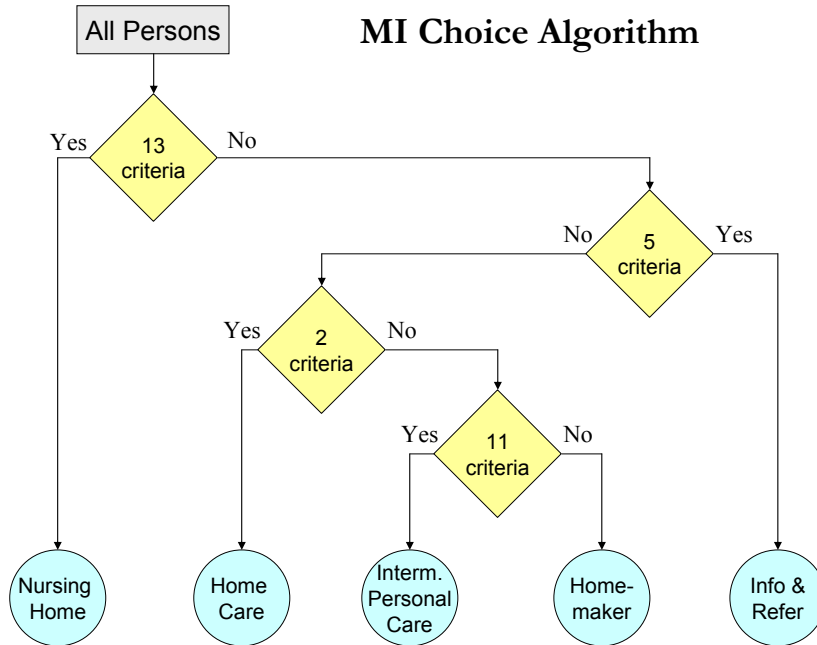 All Persons
MI Choice Algorithm
Yes
13
criteria
No
No
5
criteria
Yes
Yes
2
criteria
No
Yes
11
criteria
No
Nursing
Home
Home
Care
Interm.
Personal
Care
Home-
maker
Info &
Refer